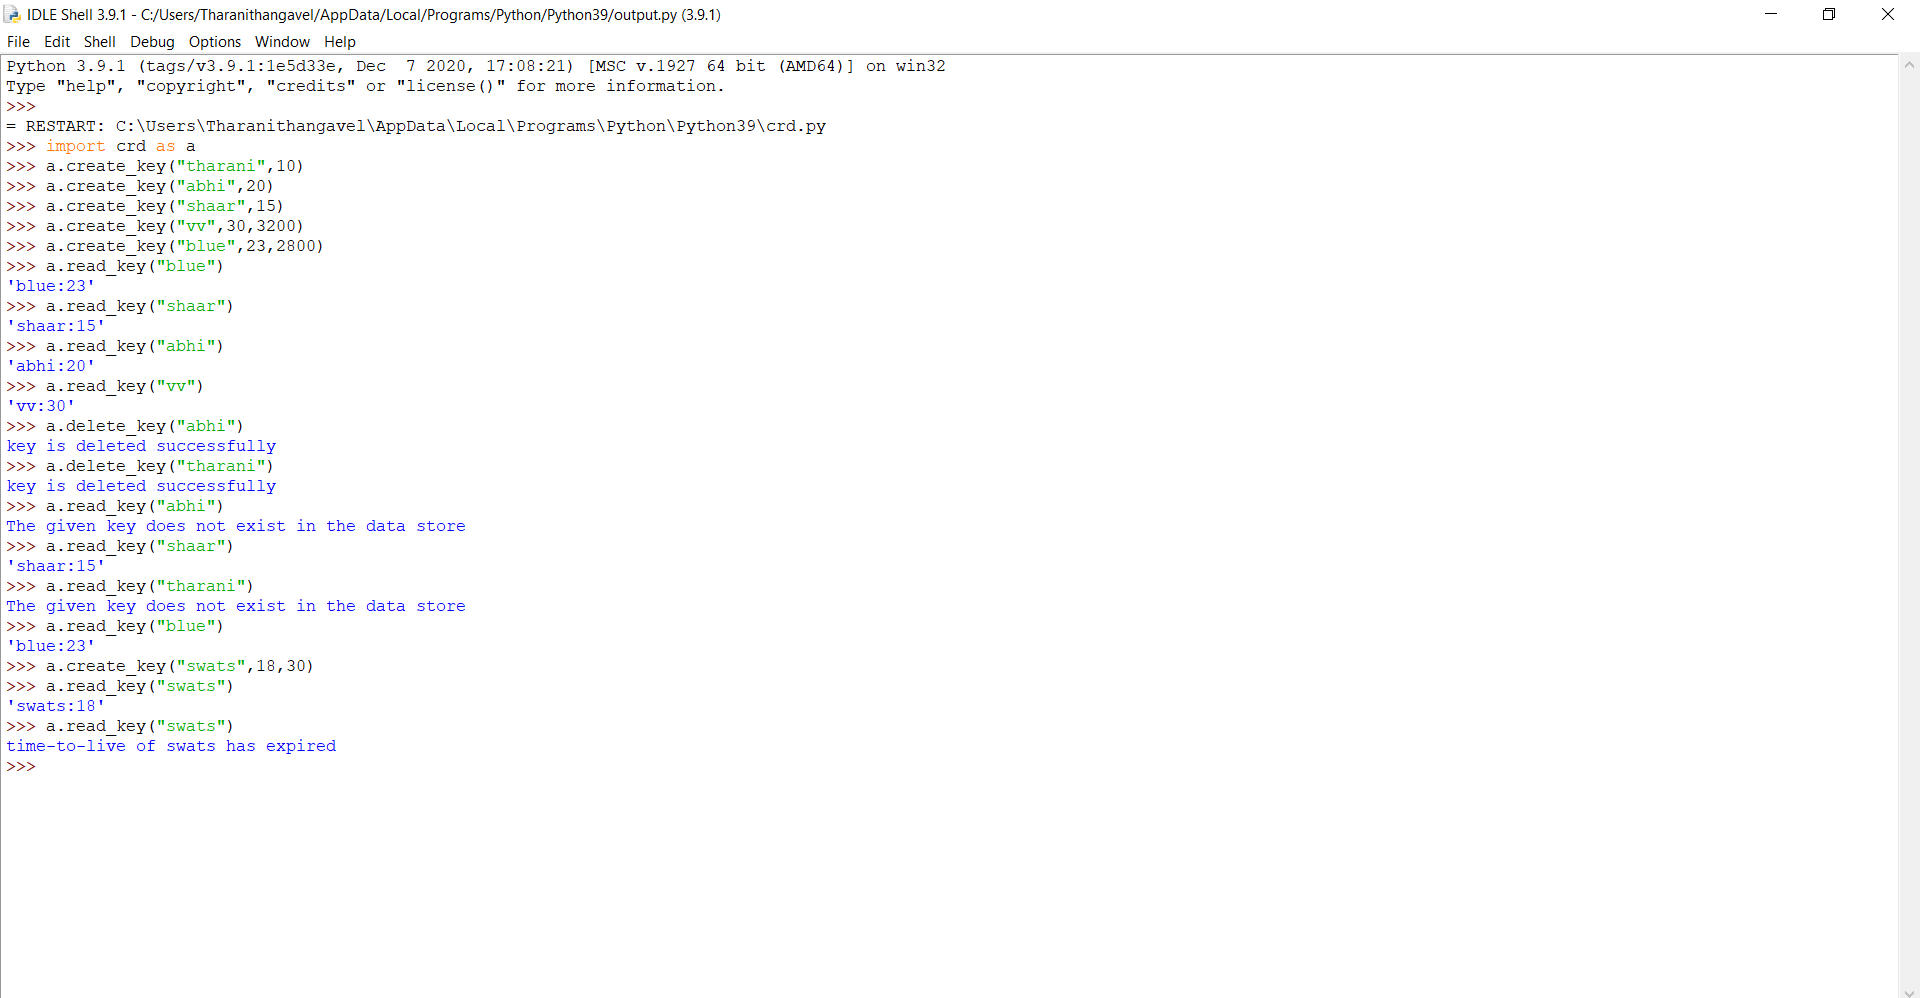 IDLE Shell 3.9.1 - C:/Users/Tharanithangavel/AppData/Local/Programs/Python/Python39/output.py (3.9.1)
File Edit Shell Debug Options Window Help
Python 3.9.1 (tags/v3.9.1:1e5d33e, Dec  7 2020, 17:08:21) [MSC v.1927 64 bit (AMD64)] on win32
Type "help", "copyright", "credits" or "license()" for more information.
>>>
= RESTART: C:\Users\Tharanithangavel\AppData\Local\Programs\Python\Python39\crd.py
>>> import crd as a
>>> a.create_key("tharani",10)
>>> a.create_key("abhi",20)
>>> a.create_key("shaar",15)
>>> a.create_key("vv",30,3200)
>>> a.create_key("blue",23,2800)
>>> a.read_key("blue")
'blue:23'
>>> a.read_key("shaar")
'shaar:15'
>>> a.read_key("abhi")
'abhi:20'
>>> a.read_key("vv")
'vv:30'
>>> a.delete_key("abhi")
key is deleted successfully
>>> a.delete_key("tharani")
key is deleted successfully
>>> a.read_key("abhi")
The given key does not exist in the data store
>>> a.read_key("shaar")
'shaar:15'
>>> a.read_key("tharani")
The given key does not exist in the data store
>>> a.read_key("blue")
'blue:23'
>>> a.create_key("swats",18,30)
>>> a.read_key("swats")
'swats:18'
>>> a.read_key("swats")
time-to-live of swats has expired
>>>